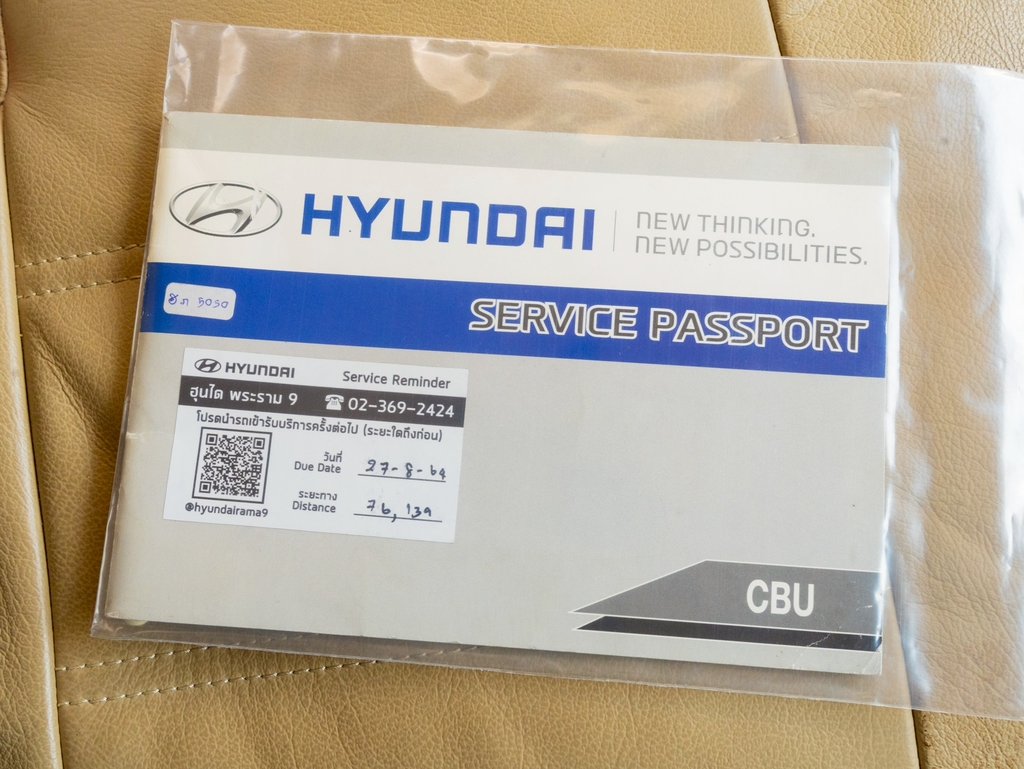 HYUNDAI
NEW THINKING.
NEW POSSIBILITIES.
5050
SERVICE PASSPORT
HYUNDAI Service Reminder
ฮุนได พระราม 9 ☎ 02-369-2424
โปรดนำรถเข้ารับบริการครั้งต่อไป (ระยะใดถึงก่อน)
วันที่
Due Date 27-8-64
ระยะทาง
Distance 76,139
@hyundairama9
CBU